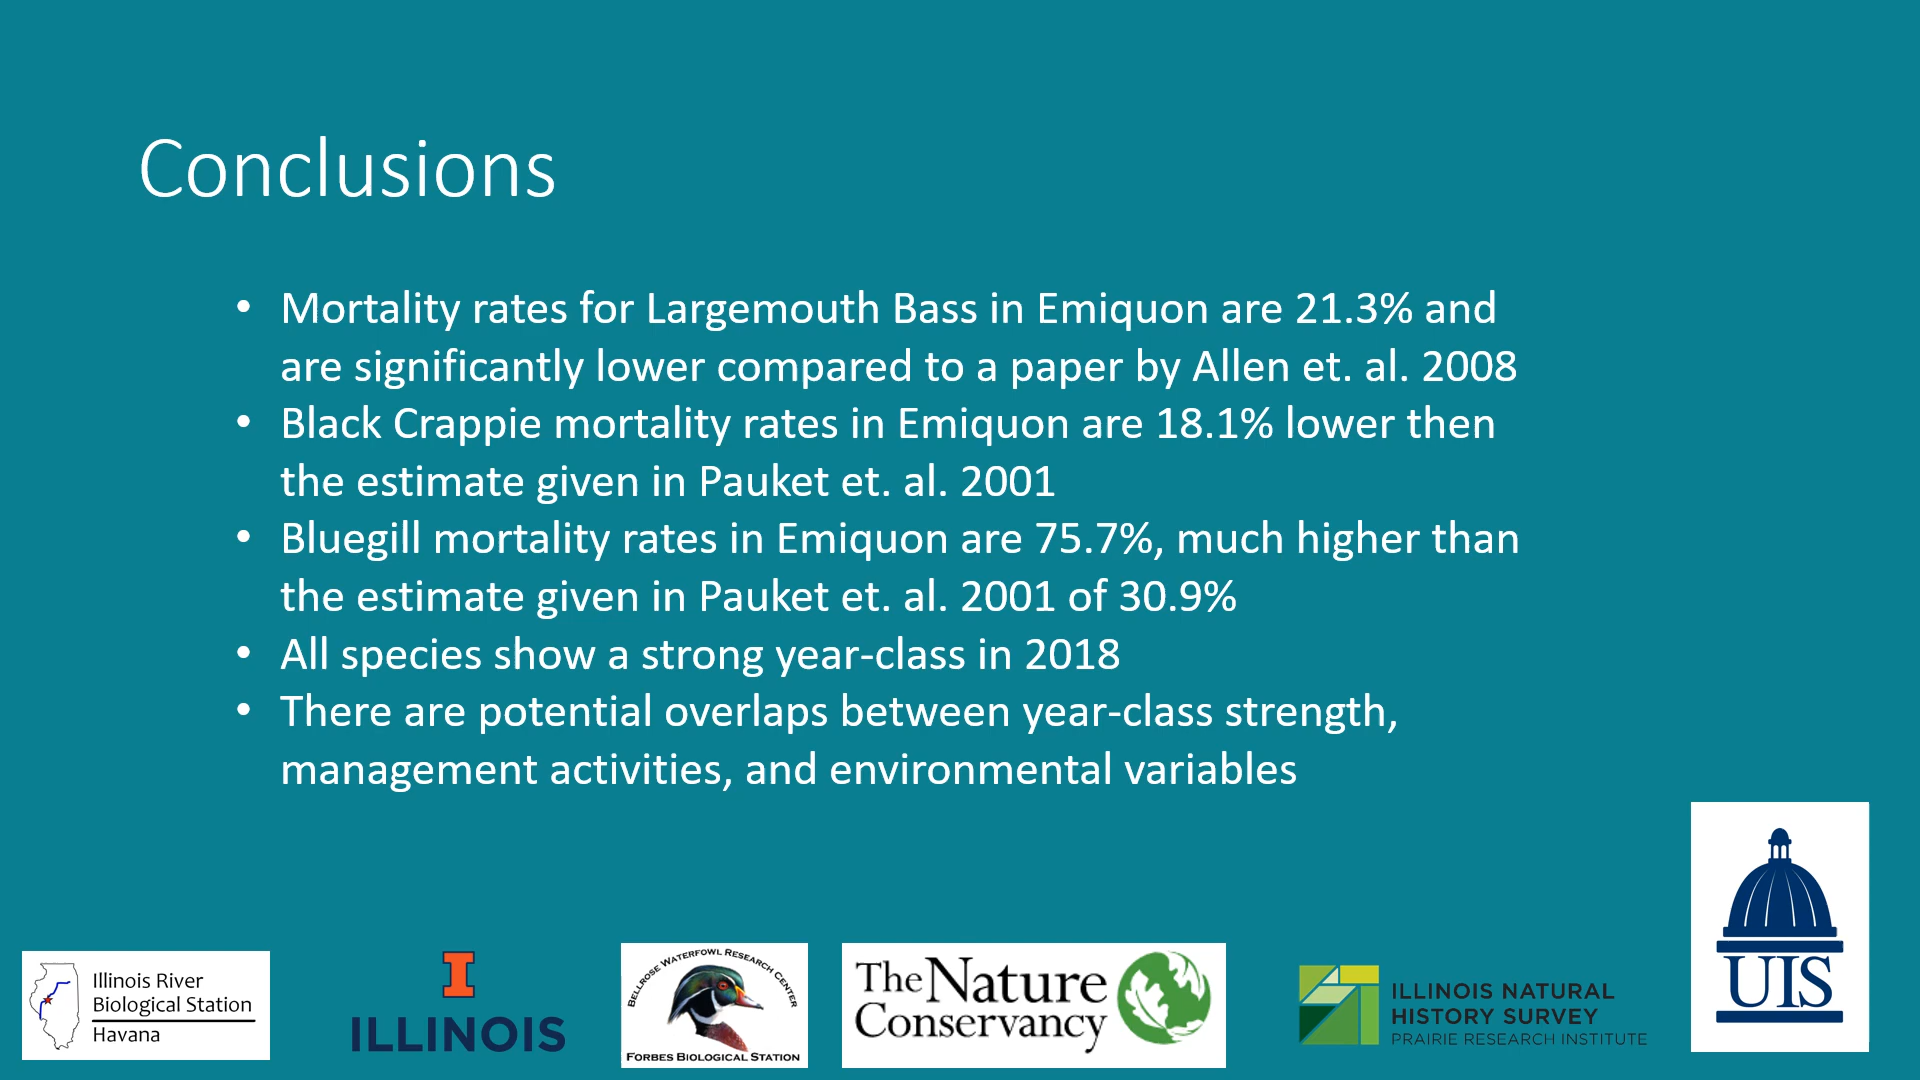 Conclusions
• Mortality rates for Largemouth Bass in Emiquon are 21.3% and
are significantly lower compared to a paper by Allen et. al. 2008
• Black Crappie mortality rates in Emiquon are 18.1% lower then
the estimate given in Pauket et. al. 2001
• Bluegill mortality rates in Emiquon are 75.7%, much higher than
the estimate given in Pauket et. al. 2001 of 30.9%
• All species show a strong year-class in 2018
• There are potential overlaps between year-class strength,
management activities, and environmental variables
Illinois River
Biological Station
Havana
I
ILLINOIS
BELLROSE WATERFOWL RESEARCH CENTER
FORBES BIOLOGICAL STATION
The Nature
Conservancy
ILLINOIS NATURAL
HISTORY SURVEY
PRAIRIE RESEARCH INSTITUTE
UIS